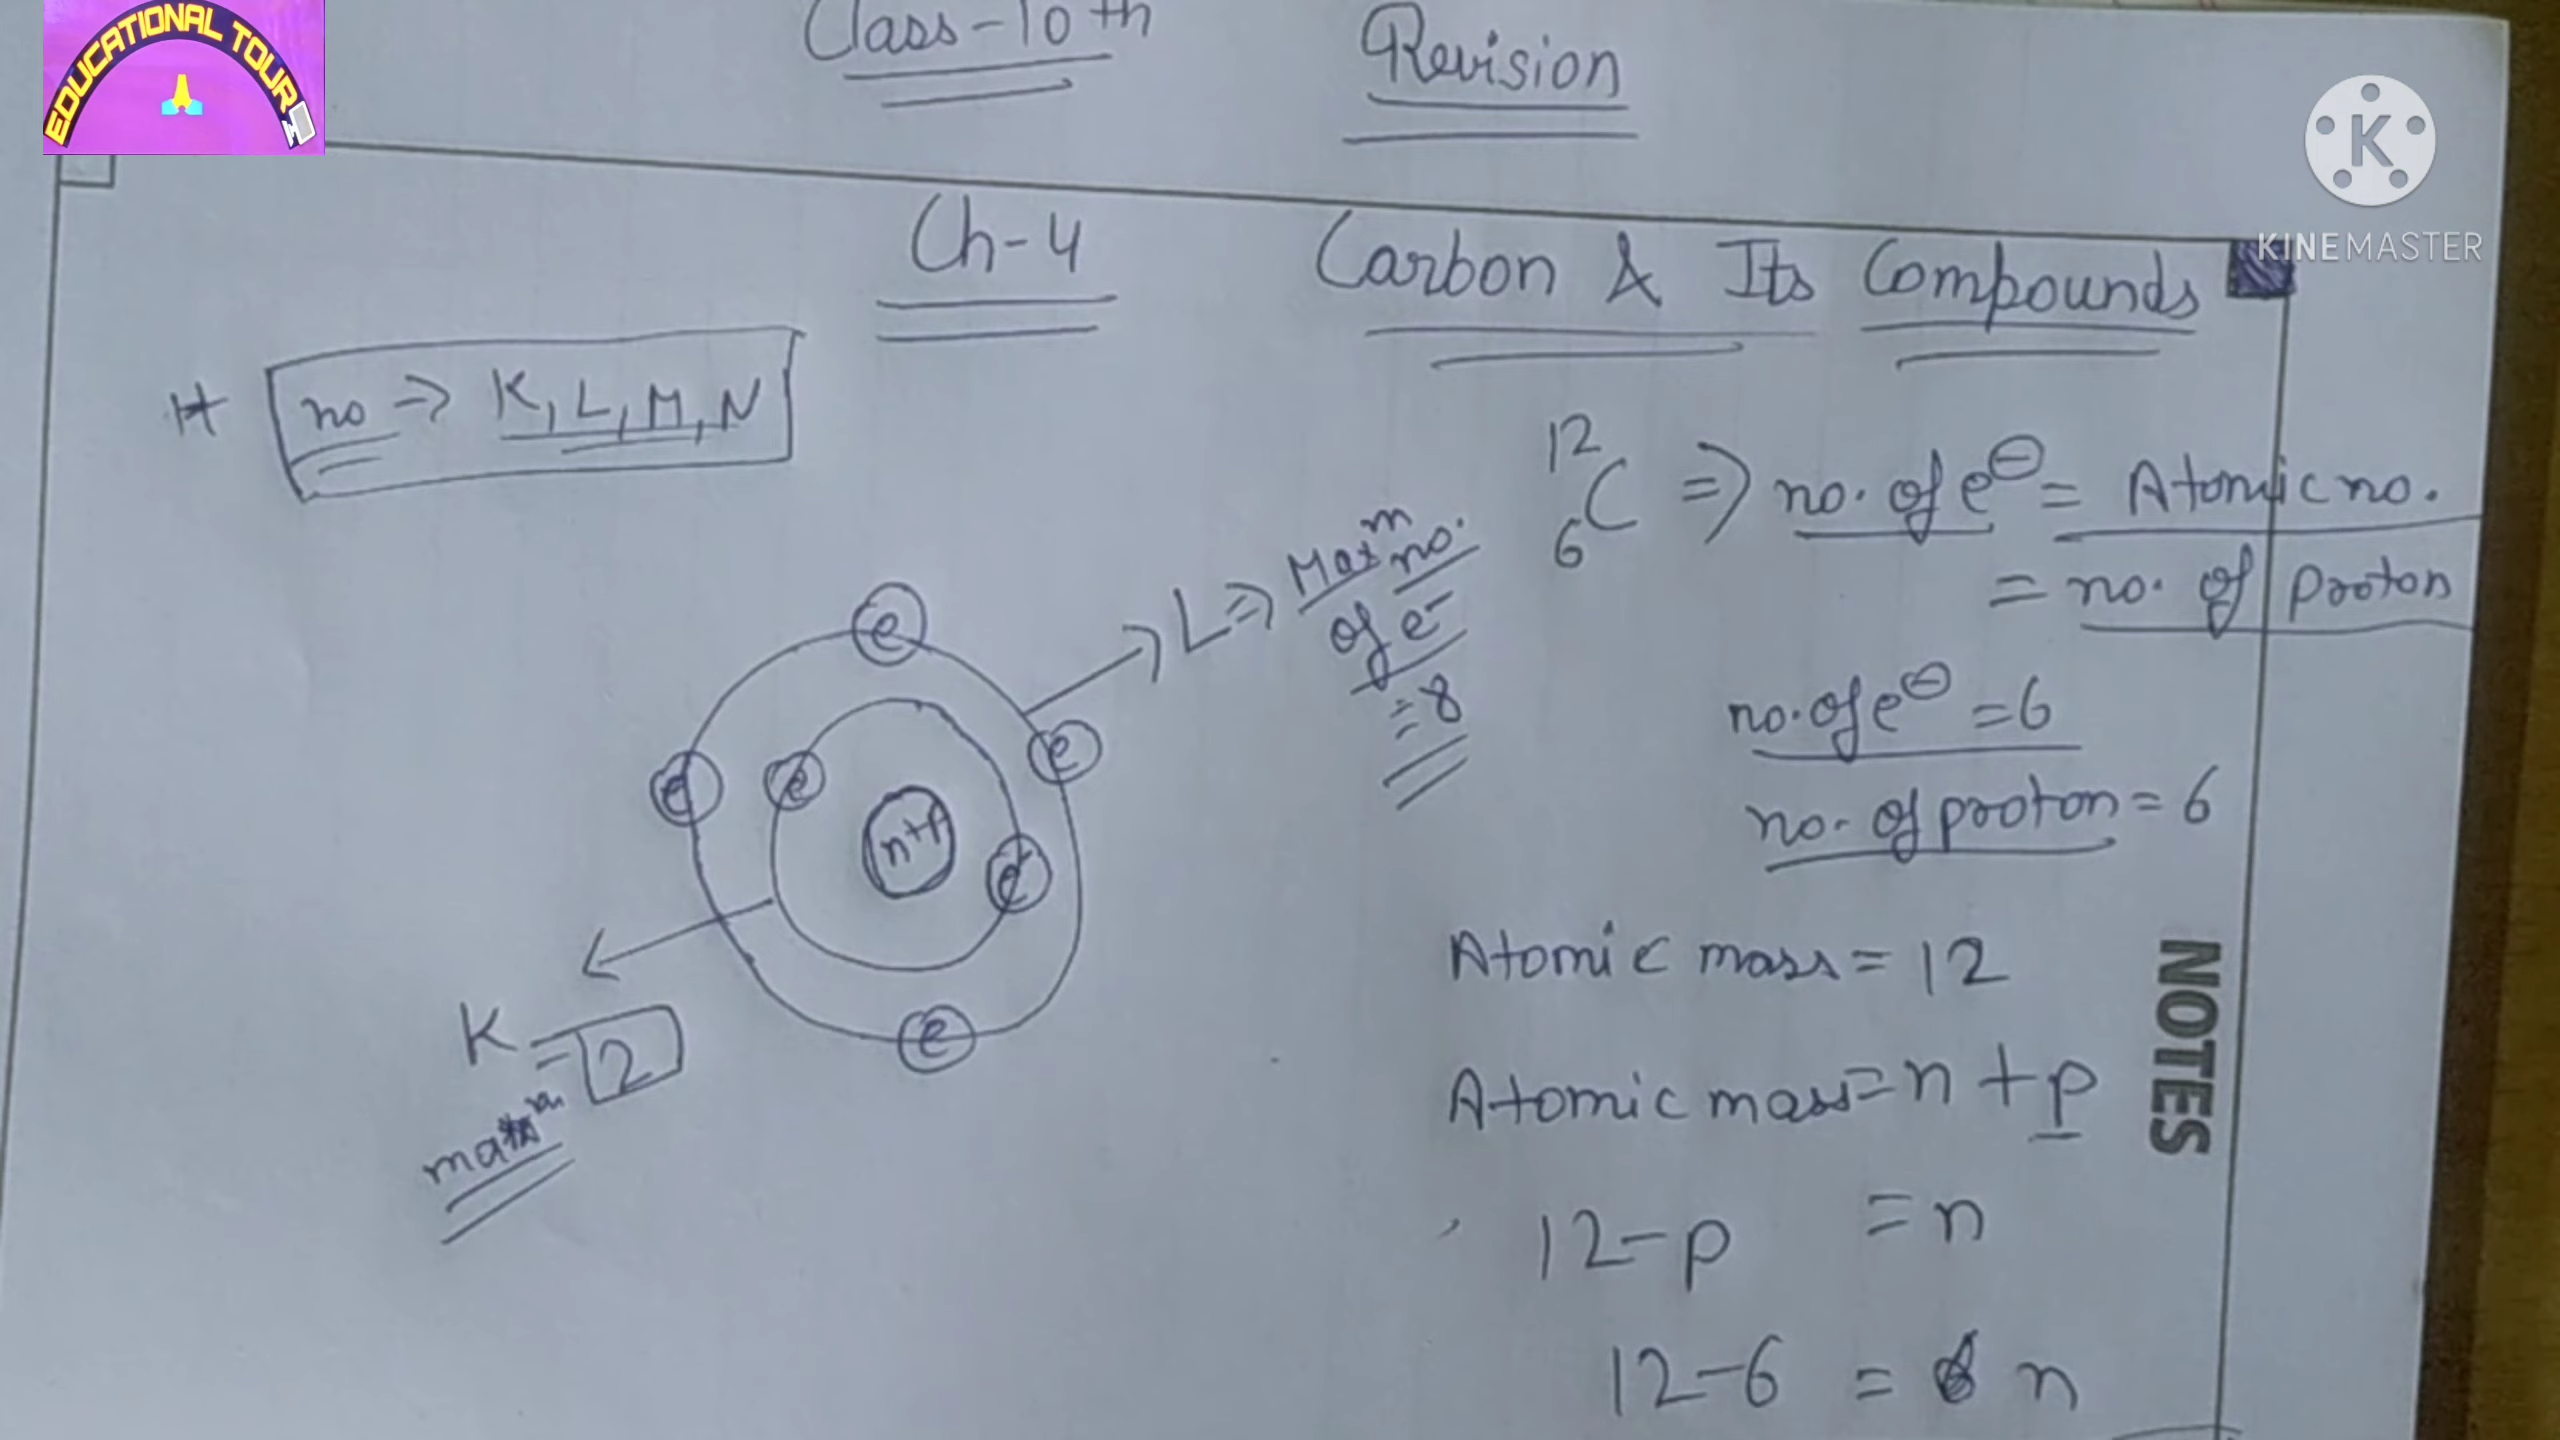 EDUCATIONAL TOUR
Class-10th Revision
K
KINEMASTER
Ch-4 Carbon & Its Compounds
no => K, L, M, N
12
6 C => no. of e⊖ = Atomic no.
= no. of proton
L => Maxm no.
of e-
= 8
no. of e⊖ = 6
no. of proton = 6
e
e
e
e
e
e
n+p
K = 2
Atomic mass = 12
Atomic mass = n + p
12 - p = n
12 - 6 = n
NOTES